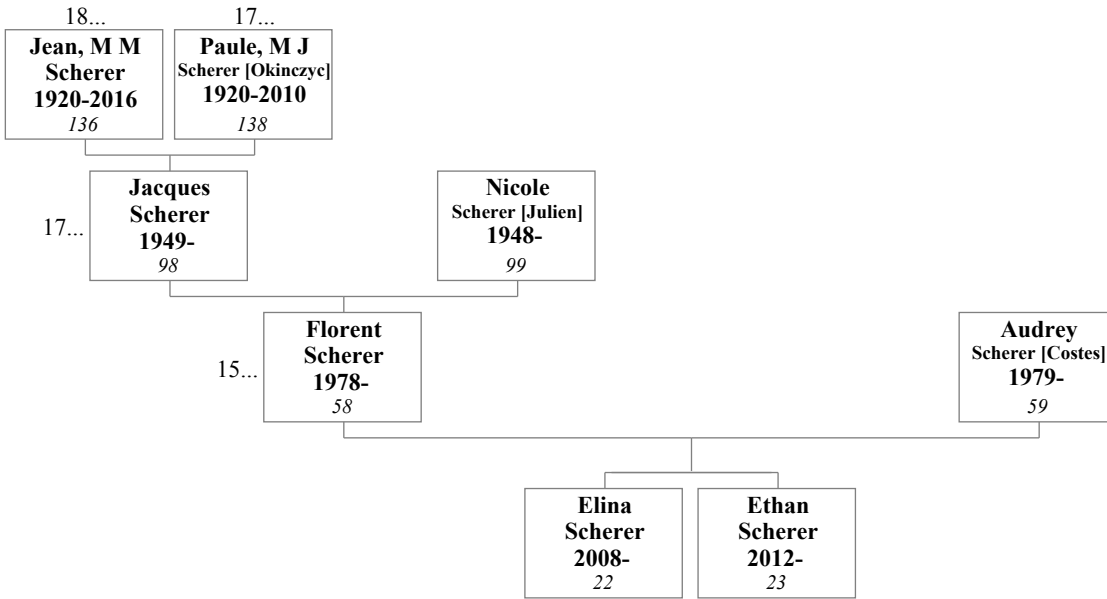 18...
17...
Jean, M M
Scherer
1920-2016
136
Paule, M J
Scherer [Okinczyc]
1920-2010
138
17...
Jacques
Scherer
1949-
98
Nicole
Scherer [Julien]
1948-
99
15...
Florent
Scherer
1978-
58
Audrey
Scherer [Costes]
1979-
59
Elina
Scherer
2008-
22
Ethan
Scherer
2012-
23